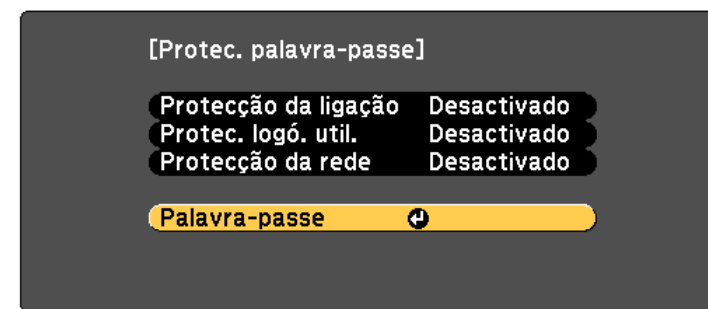 [Protec. palavra-passe]
Protecção da ligação Desactivado
Protec. logó. util. Desactivado
Protecção da rede Desactivado
Palavra-passe